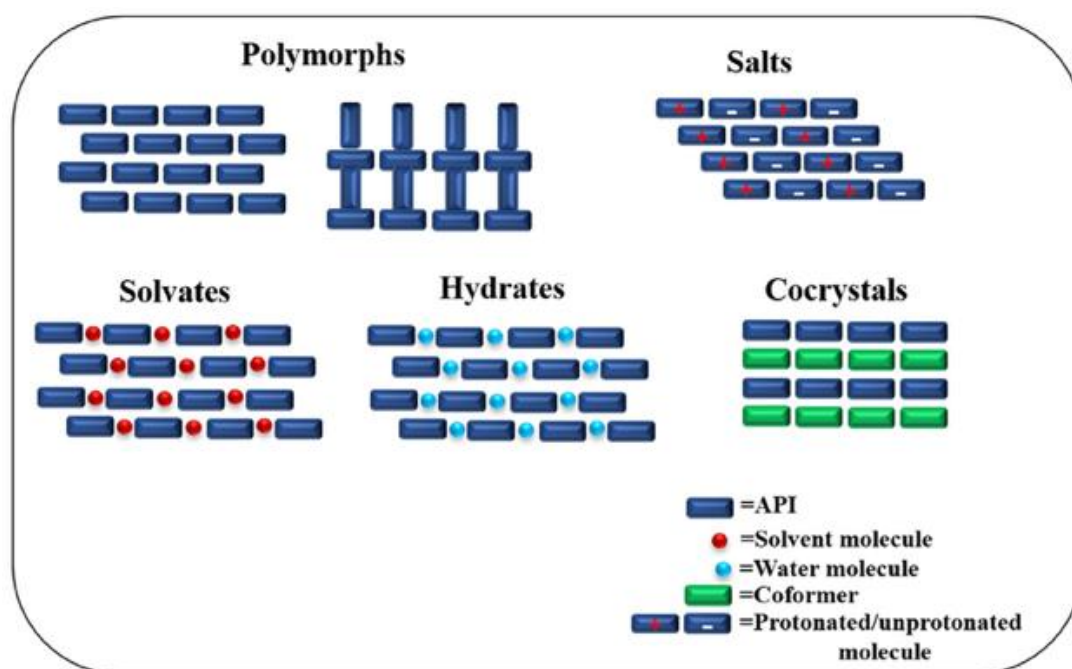 Polymorphs
Salts
Solvates
Hydrates
Cocrystals
=API
=Solvent molecule
=Water molecule
=Coformer
=Protonated/unprotonated
molecule